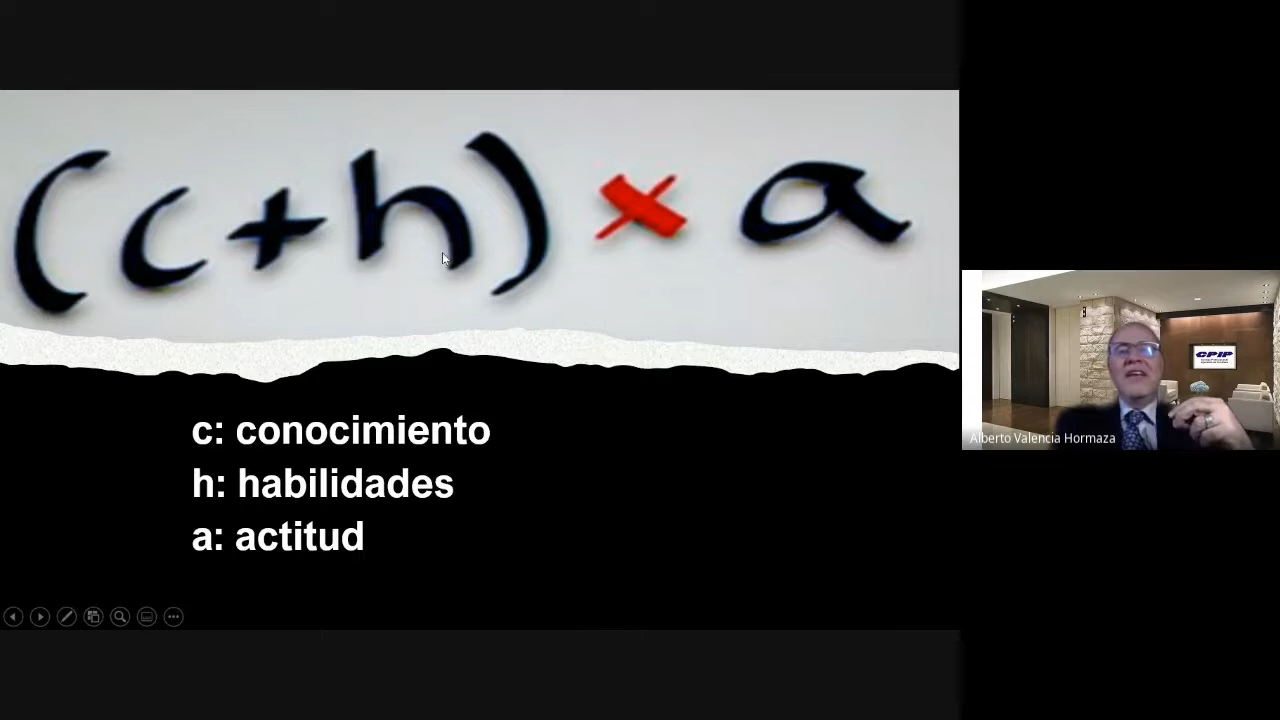 (c+h) x a
c: conocimiento
h: habilidades
a: actitud
CPIP
Alberto Valencia Hormaza